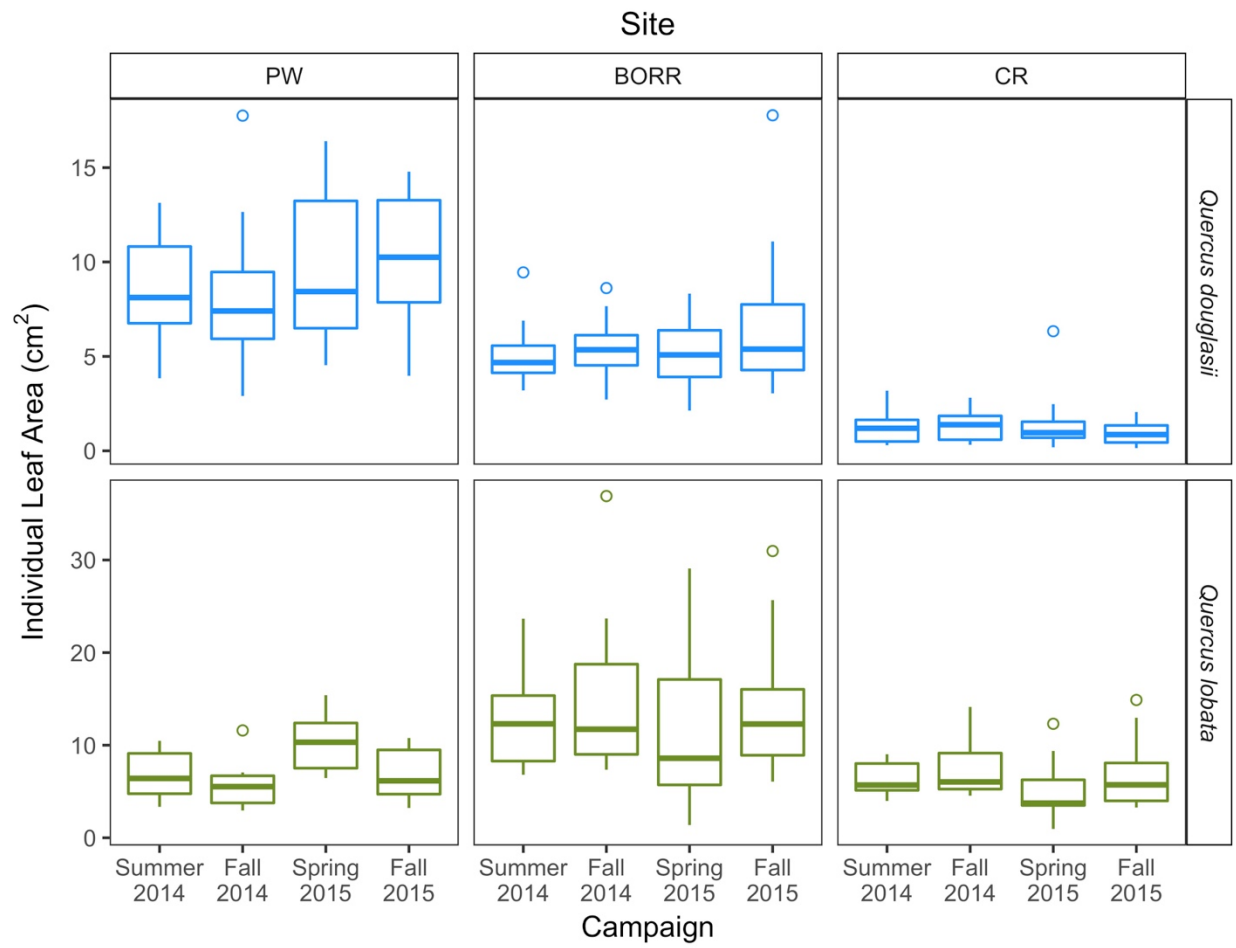 Site
PW BORR CR
Individual Leaf Area (cm²)
15
10
5
0
Quercus douglasii
30
20
10
0
Quercus lobata
Summer Fall Spring Fall Summer Fall Spring Fall Summer Fall Spring Fall
2014 2014 2015 2015 2014 2014 2015 2015 2014 2014 2015 2015
Campaign